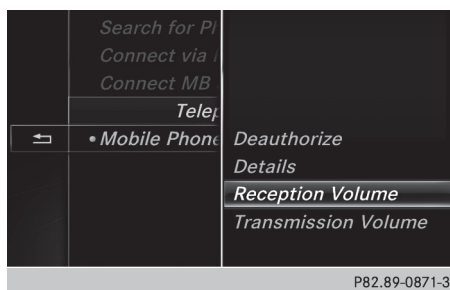 Search for P
Connect via
Connect MB
Telep
• Mobile Phone
Deauthorize
Details
Reception Volume
Transmission Volume
P82.89-0871-3